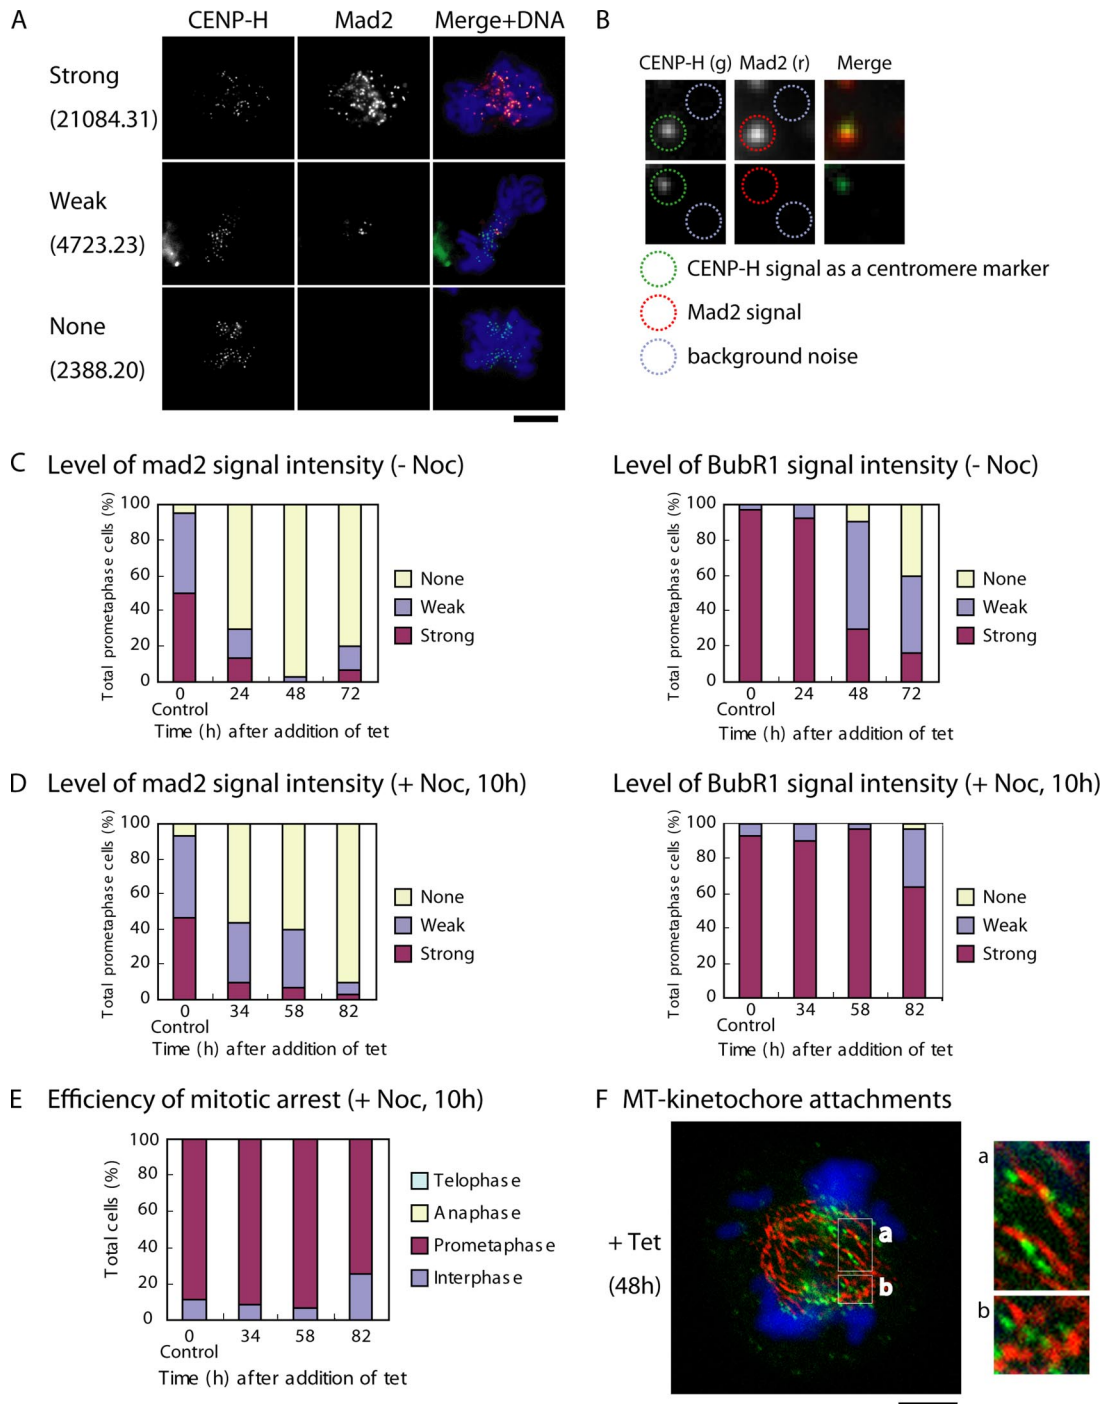 A
CENP-H
Mad2
Merge+DNA
Strong
(21084.31)
Weak
(4723.23)
None
(2388.20)
B
CENP-H (g)
Mad2 (r)
Merge
CENP-H signal as a centromere marker
Mad2 signal
background noise
C
Level of mad2 signal intensity (- Noc)
Total prometaphase cells (%)
100
80
60
40
20
0
0
24
48
72
Control
Time (h) after addition of tet
None
Weak
Strong
Level of BubR1 signal intensity (- Noc)
Total prometaphase cells (%)
100
80
60
40
20
0
0
24
48
72
Control
Time (h) after addition of tet
None
Weak
Strong
D
Level of mad2 signal intensity (+ Noc, 10h)
Total prometaphase cells (%)
100
80
60
40
20
0
0
34
58
82
Control
Time (h) after addition of tet
None
Weak
Strong
Level of BubR1 signal intensity (+ Noc, 10h)
Total prometaphase cells (%)
100
80
60
40
20
0
0
34
58
82
Control
Time (h) after addition of tet
None
Weak
Strong
E
Efficiency of mitotic arrest (+ Noc, 10h)
Total cells (%)
100
80
60
40
20
0
0
34
58
82
Control
Time (h) after addition of tet
Telophase
Anaphase
Prometaphase
Interphase
F
MT-kinetochore attachments
+ Tet
(48h)
a
b
a
b